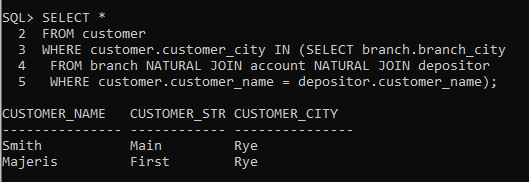 SQL> SELECT *
  2  FROM customer
  3  WHERE customer.customer_city IN (SELECT branch.branch_city
  4   FROM branch NATURAL JOIN account NATURAL JOIN depositor
  5   WHERE customer.customer_name = depositor.customer_name);
CUSTOMER_NAME   CUSTOMER_STR CUSTOMER_CITY
--------------- ------------ ---------------
Smith           Main         Rye
Majeris         First        Rye